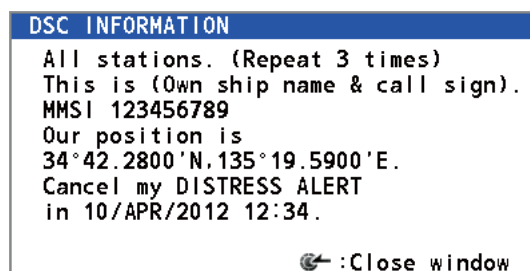 DSC INFORMATION
All stations. (Repeat 3 times)
This is (Own ship name & call sign).
MMSI 123456789
Our position is
34°42.2800'N,135°19.5900'E.
Cancel my DISTRESS ALERT
in 10/APR/2012 12:34.
:Close window